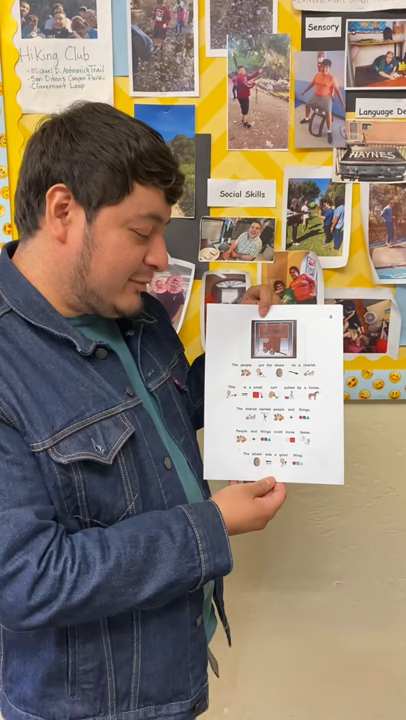 Hiking Club
• Michael D. Antonovich Trail
• San Dimas Canyon Park
• Claremont Loop
Sensory
Language De
HAYNES
Social Skills
8
The people put the wheel on a chariot.
This is a small cart pulled by a horse.
The chariot carried people and things.
People and things could move faster.
The wheel was a good thing.